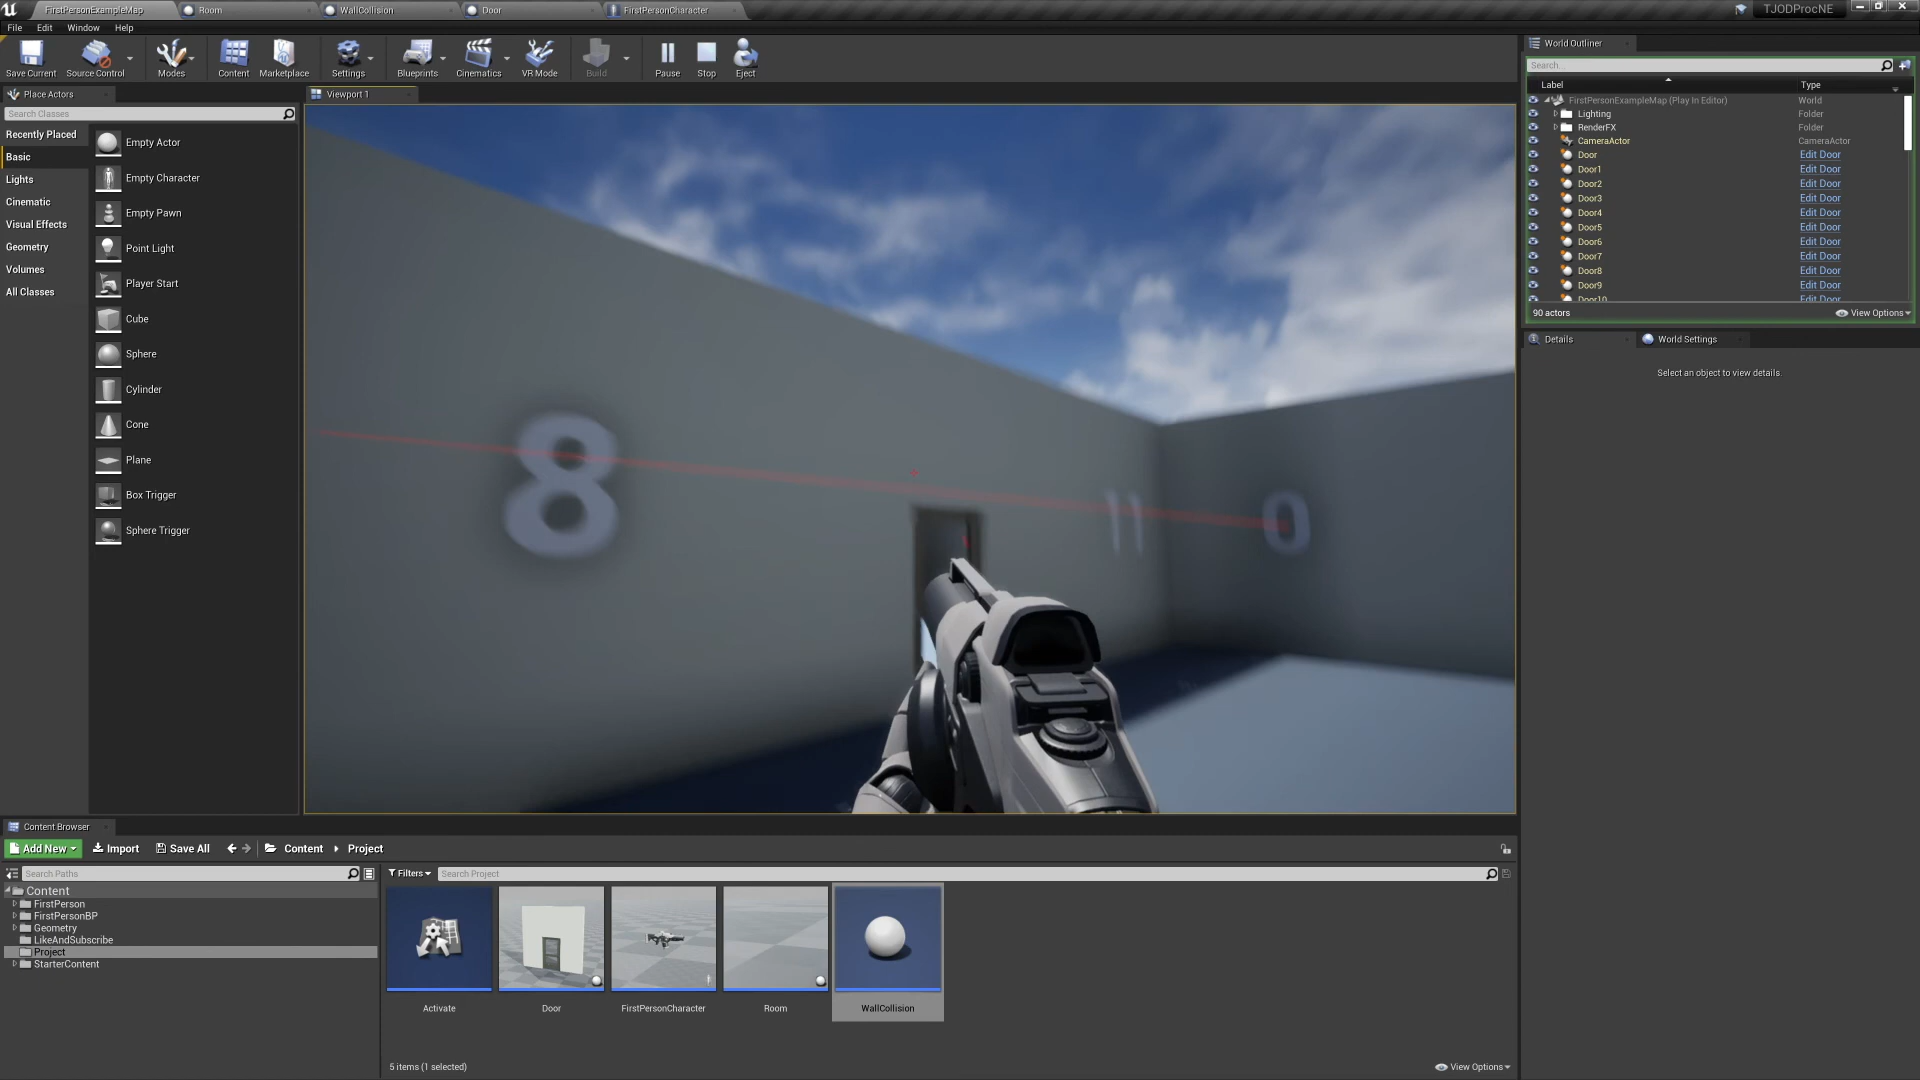 FirstPersonExampleMap Room WallCollision Door FirstPersonCharacter TJODProcNE
File Edit Window Help
Save Current Source Control Modes Content Marketplace Settings Blueprints Cinematics VR Mode Build Pause Stop Eject
Place Actors
Search Classes
Recently Placed
Basic
Lights
Cinematic
Visual Effects
Geometry
Volumes
All Classes
Empty Actor
Empty Character
Empty Pawn
Point Light
Player Start
Cube
Sphere
Cylinder
Cone
Plane
Box Trigger
Sphere Trigger
Viewport 1
8
11
0
World Outliner
Search...
Label Type
FirstPersonExampleMap (Play In Editor) World
Lighting Folder
RenderFX Folder
CameraActor CameraActor
Door Edit Door
Door1 Edit Door
Door2 Edit Door
Door3 Edit Door
Door4 Edit Door
Door5 Edit Door
Door6 Edit Door
Door7 Edit Door
Door8 Edit Door
Door9 Edit Door
Door10 Edit Door
90 actors View Options
Details World Settings
Select an object to view details.
Content Browser
Add New Import Save All Content Project
Search Paths
Content
FirstPerson
FirstPersonBP
Geometry
LikeAndSubscribe
Project
StarterContent
Filters Search Project
Activate Door FirstPersonCharacter Room WallCollision
5 items (1 selected) View Options